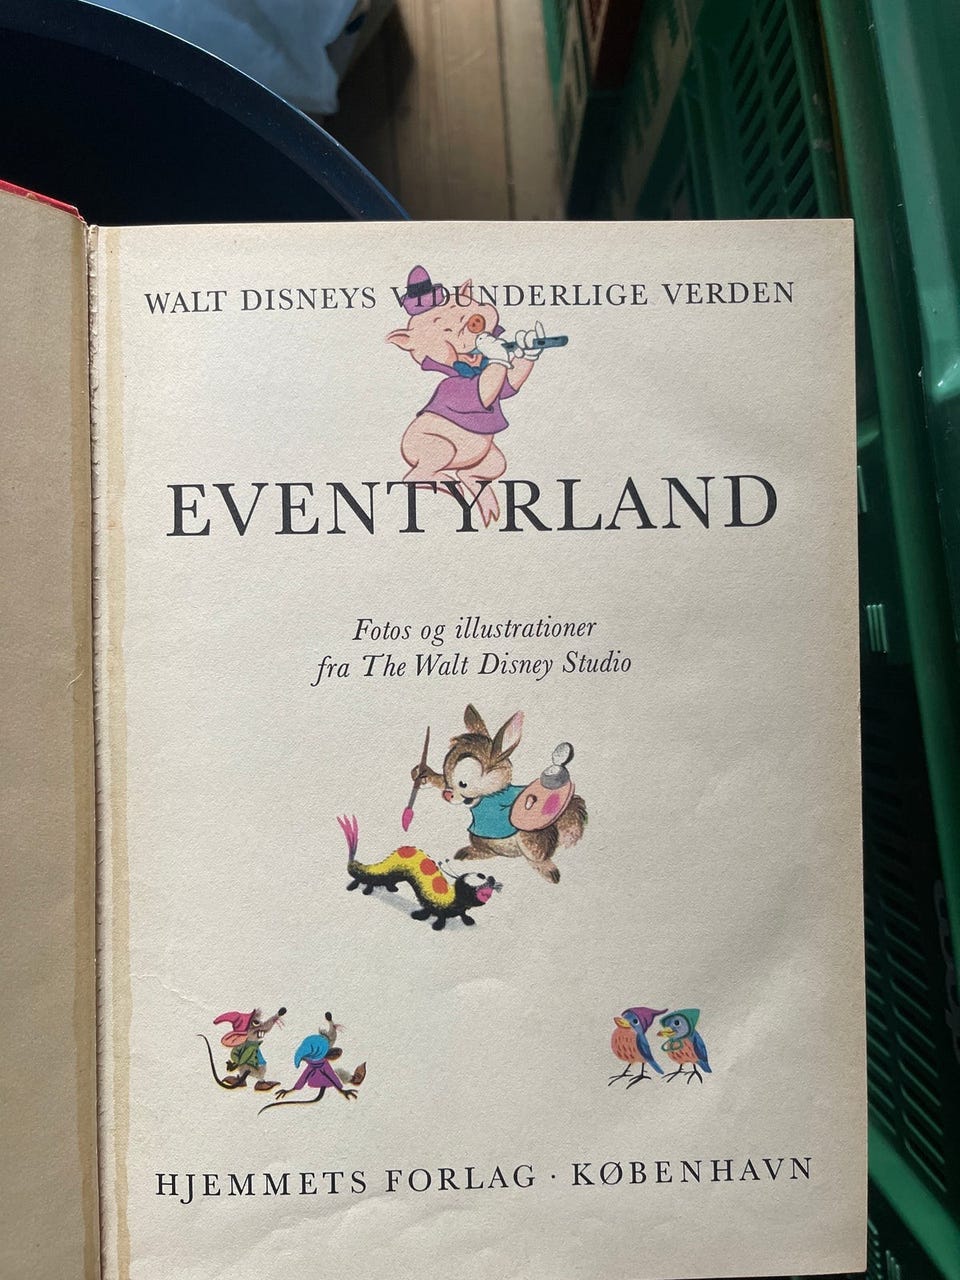 WALT DISNEYS VIDUNDERLIGE VERDEN
EVENTYRLAND
Fotos og illustrationer
fra The Walt Disney Studio
HJEMMETS FORLAG · KØBENHAVN